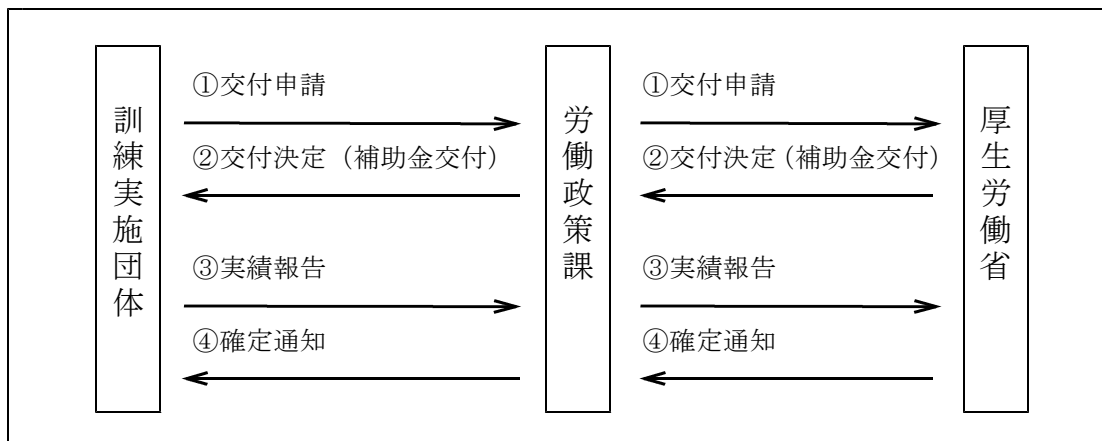 訓練実施団体
①交付申請
②交付決定（補助金交付）
③実績報告
④確定通知
労働政策課
①交付申請
②交付決定（補助金交付）
③実績報告
④確定通知
厚生労働省